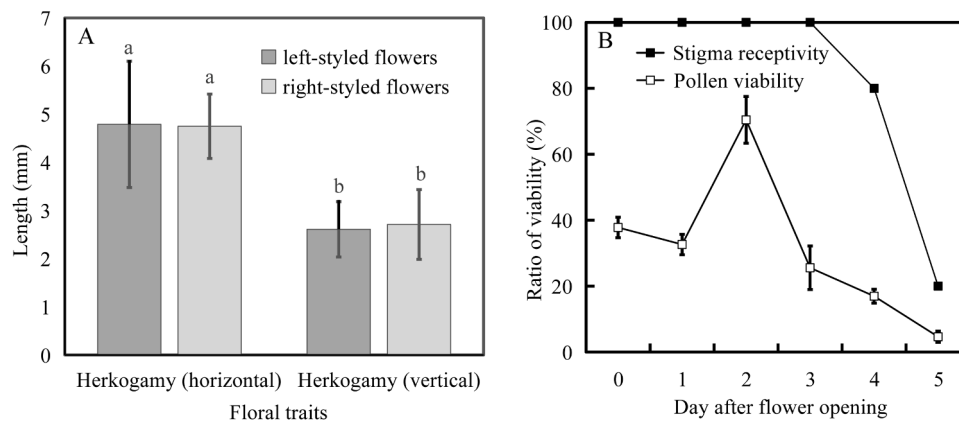 A
7
6
5
4
3
2
1
0
Length (mm)
a
a
b
b
left-styled flowers
right-styled flowers
Herkogamy (horizontal)
Herkogamy (vertical)
Floral traits
B
100
80
60
40
20
0
Ratio of viability (%)
Stigma receptivity
Pollen viability
0 1 2 3 4 5
Day after flower opening